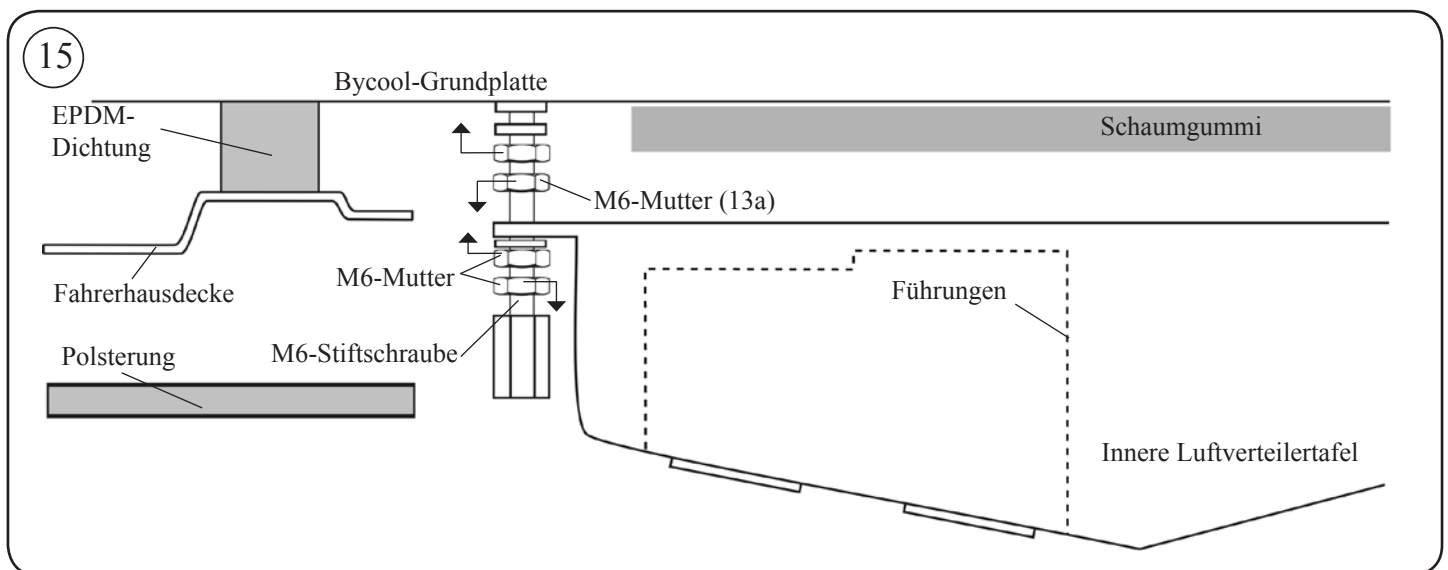 15
Bycool-Grundplatte
EPDM-
Dichtung
Schaumgummi
M6-Mutter (13a)
M6-Mutter
Fahrerhausdecke
Führungen
M6-Stiftschraube
Polsterung
Innere Luftverteilertafel